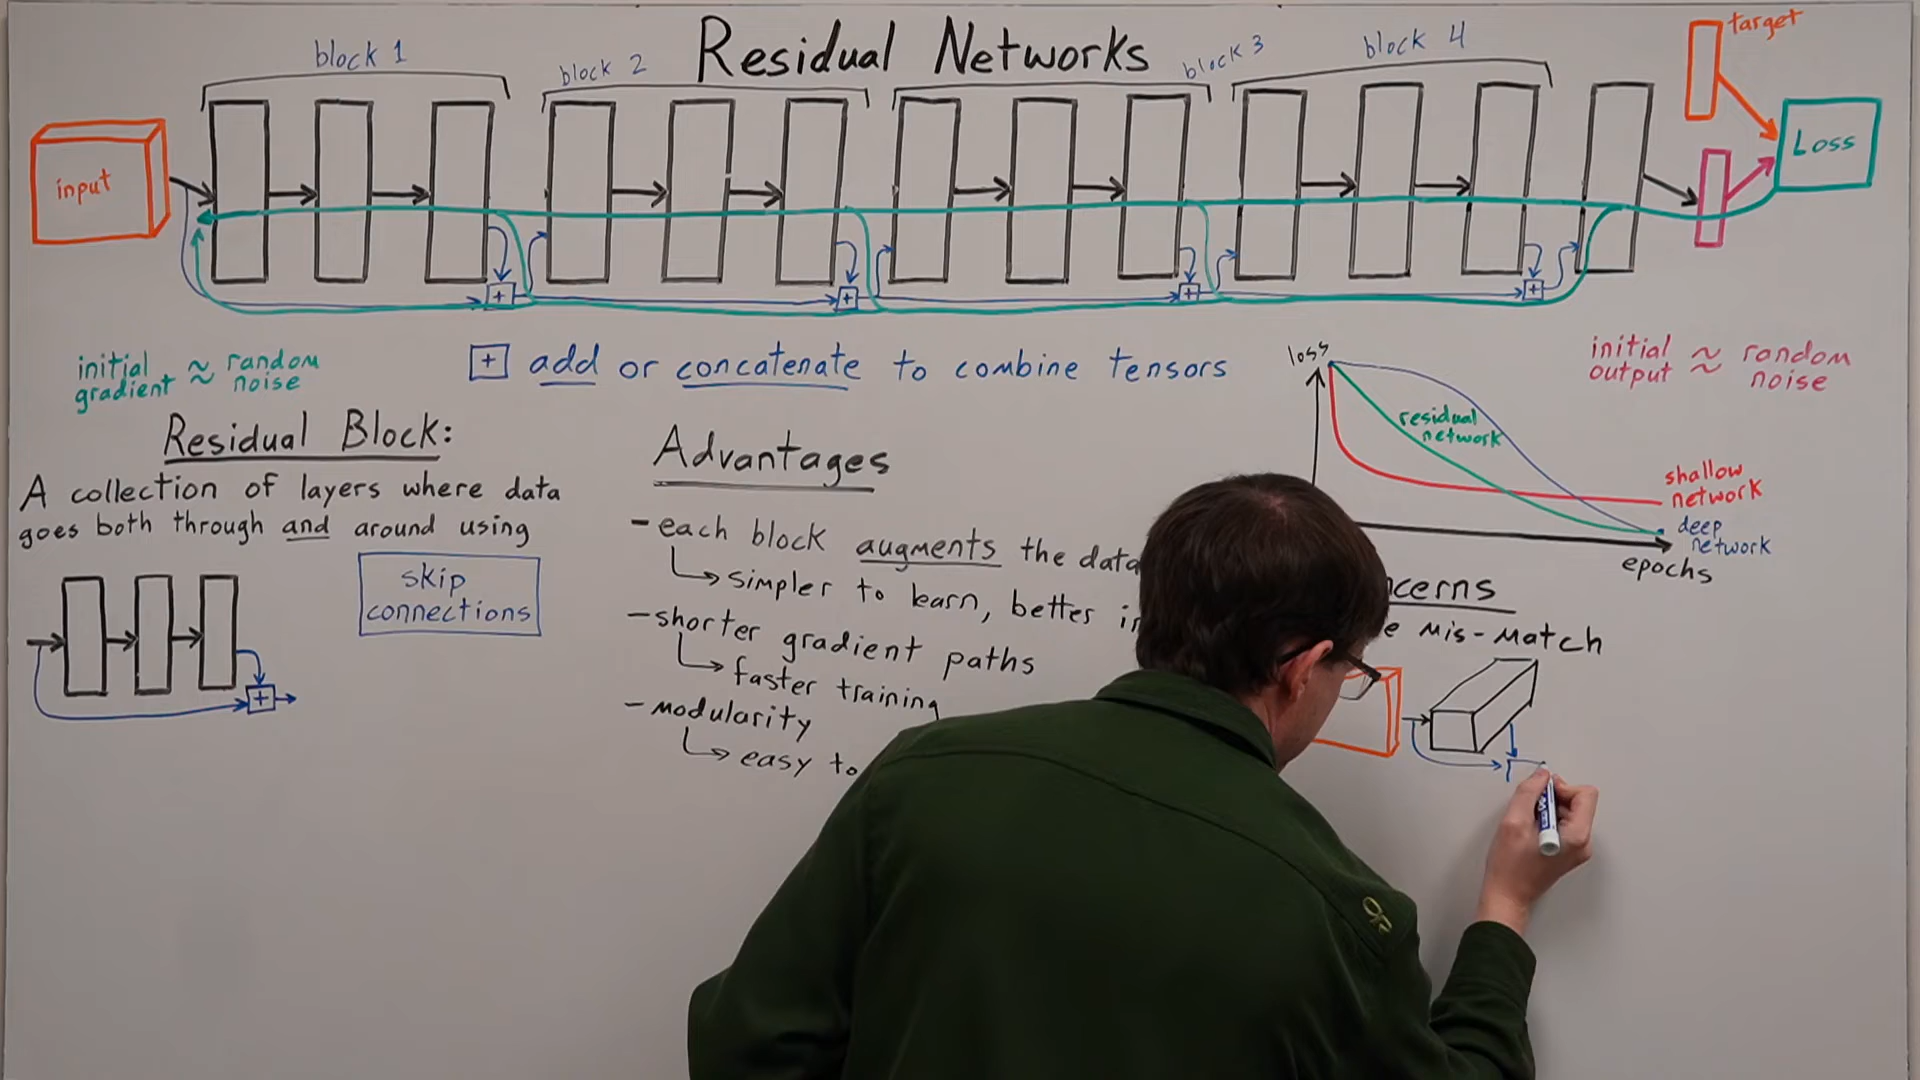 Residual Networks
block 1
block 2
block 3
block 4
target
input
Loss
+
+
+
+
initial
gradient ≈ random
noise
+ add or concatenate to combine tensors
initial
output ≈ random
noise
loss
residual
network
shallow
network
deep
network
epochs
Residual Block:
A collection of layers where data
goes both through and around using
skip
connections
+
Advantages
- each block augments the data
simpler to learn, better
- shorter gradient paths
faster training
- modularity
easy to
mis-match
OR